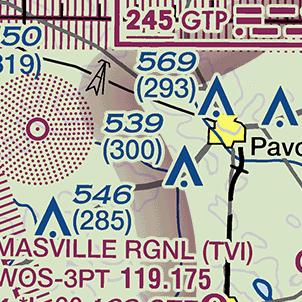 245 GTP
50
319)
569
(293)
539
(300)
Pavo
546
(285)
MASVILLE RGNL (TVI)
WOS-3PT 119.175